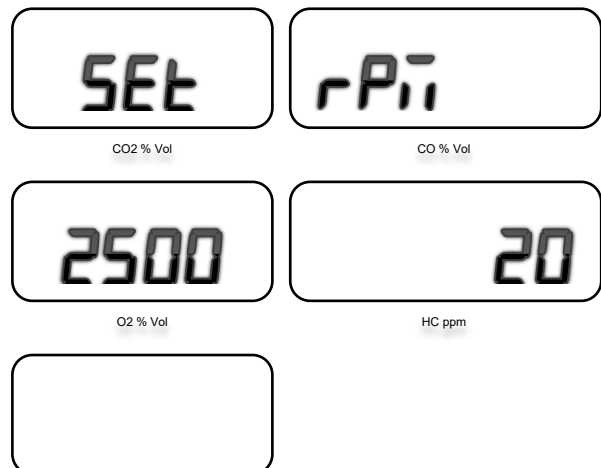 SEt rPM
CO2 % Vol CO % Vol
2500 20
O2 % Vol HC ppm